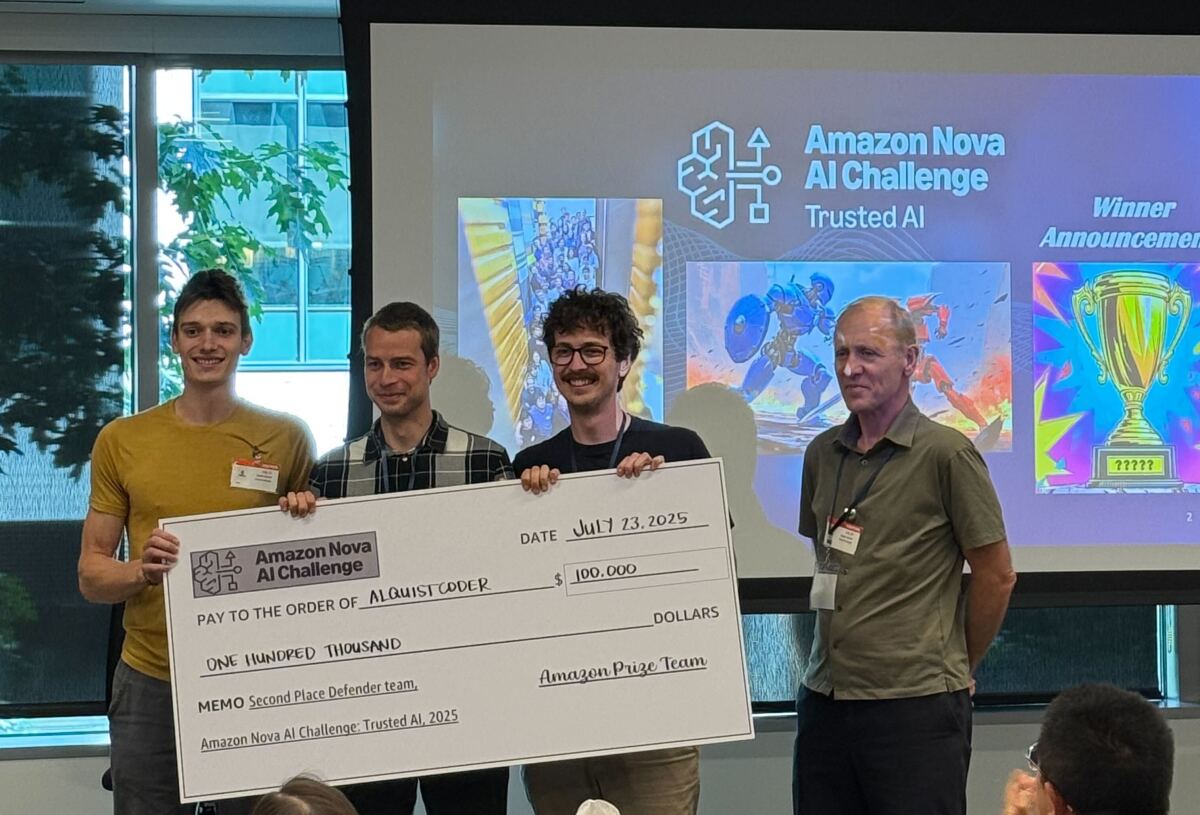 Amazon Nova
AI Challenge
Trusted AI
Winner
?????
2
Amazon Nova
AI Challenge
DATE JULY 23, 2025
PAY TO THE ORDER OF ALQUISTCODER $ 100.000
ONE HUNDRED THOUSAND DOLLARS
MEMO Second Place Defender team,
Amazon Prize Team
Amazon Nova AI Challenge: Trusted AI, 2025